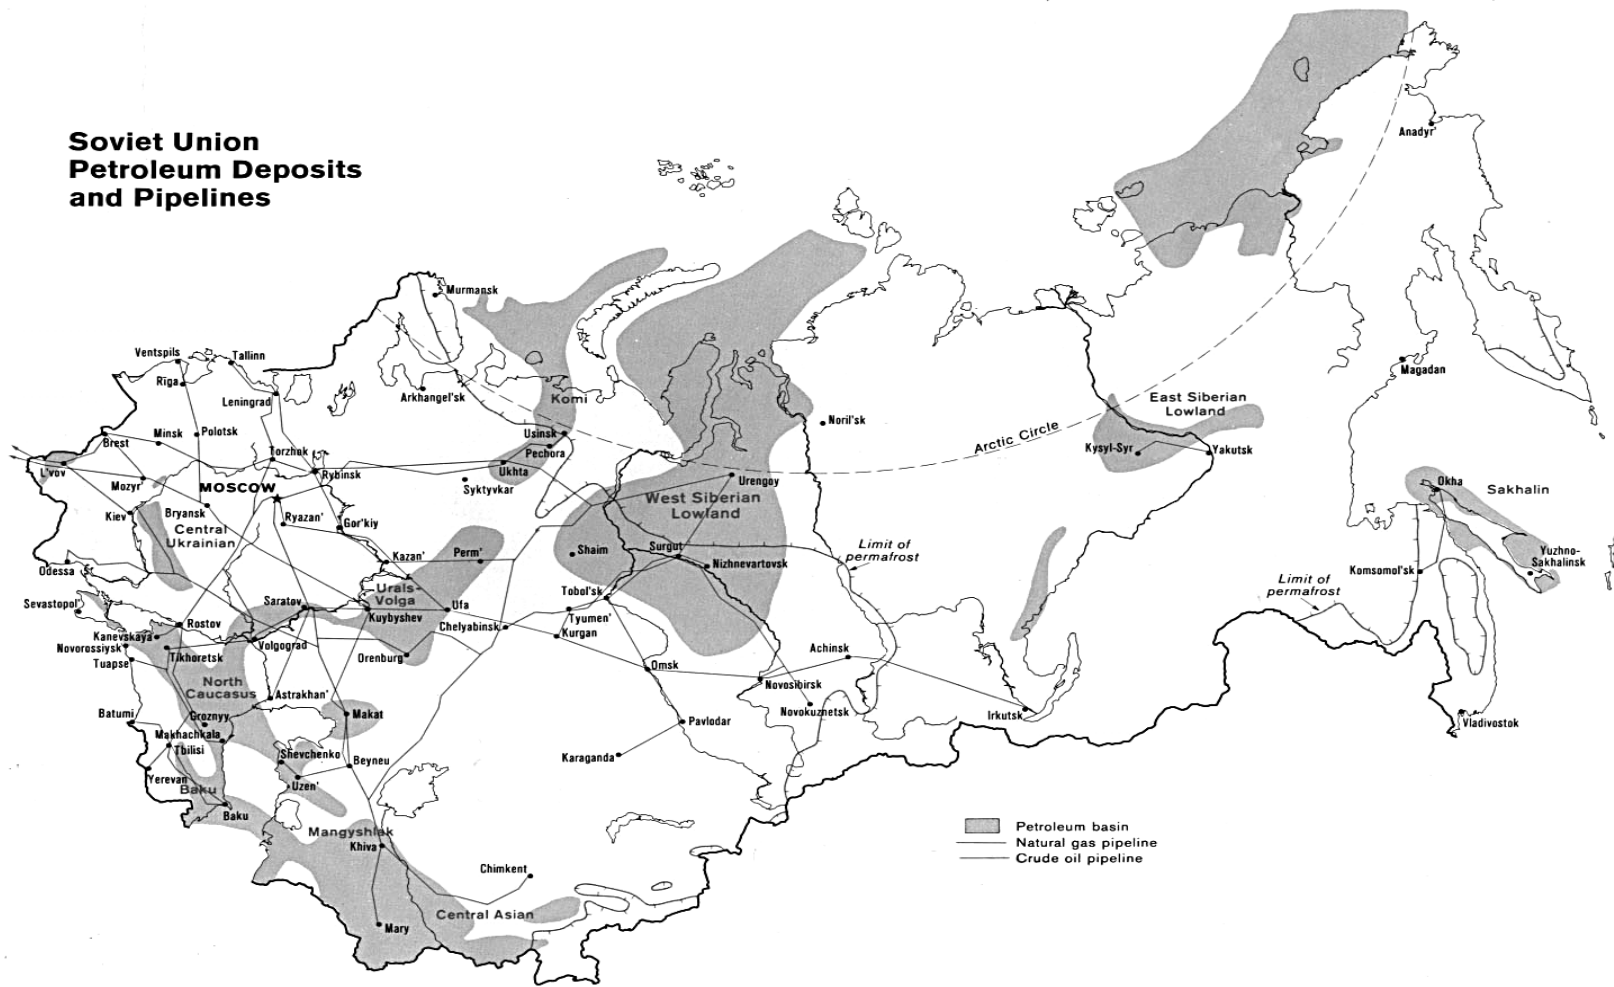 Soviet Union
Petroleum Deposits
and Pipelines
Anadyr'
Murmansk
Ventspils
Tallinn
Rīga
Leningrad
Arkhangel'sk
Komi
Noril'sk
Magadan
East Siberian
Lowland
Arctic Circle
Kysyl-Syr
Yakutsk
Brest
Minsk
Polotsk
Torzhok
Usinsk
Pechora
Ukhta
L'vov
Rybinsk
Syktyvkar
Urengoy
Mozyr'
MOSCOW
West Siberian
Lowland
Okha
Sakhalin
Kiev
Bryansk
Ryazan'
Gor'kiy
Central
Ukrainian
Kazan'
Perm'
Shaim
Surgut
Nizhnevartovsk
Limit of
permafrost
Yuzhno-
Sakhalinsk
Komsomol'sk
Odessa
Limit of
permafrost
Sevastopol'
Saratov
Urals-
Volga
Kuybyshev
Ufa
Tobol'sk
Tyumen'
Kurgan
Chelyabinsk
Rostov
Kanevskaya
Novorossiysk
Tuapse
Tikhoretsk
Volgograd
Orenburg
Omsk
Achinsk
North
Caucasus
Astrakhan'
Novosibirsk
Novokuznetsk
Irkutsk
Batumi
Groznyy
Makat
Pavlodar
Vladivostok
Makhachkala
Tbilisi
Shevchenko
Beyneu
Karaganda
Yerevan
Baku
Uzen'
Baku
Mangyshlak
Khiva
Chimkent
Central Asian
Mary
Petroleum basin
Natural gas pipeline
Crude oil pipeline